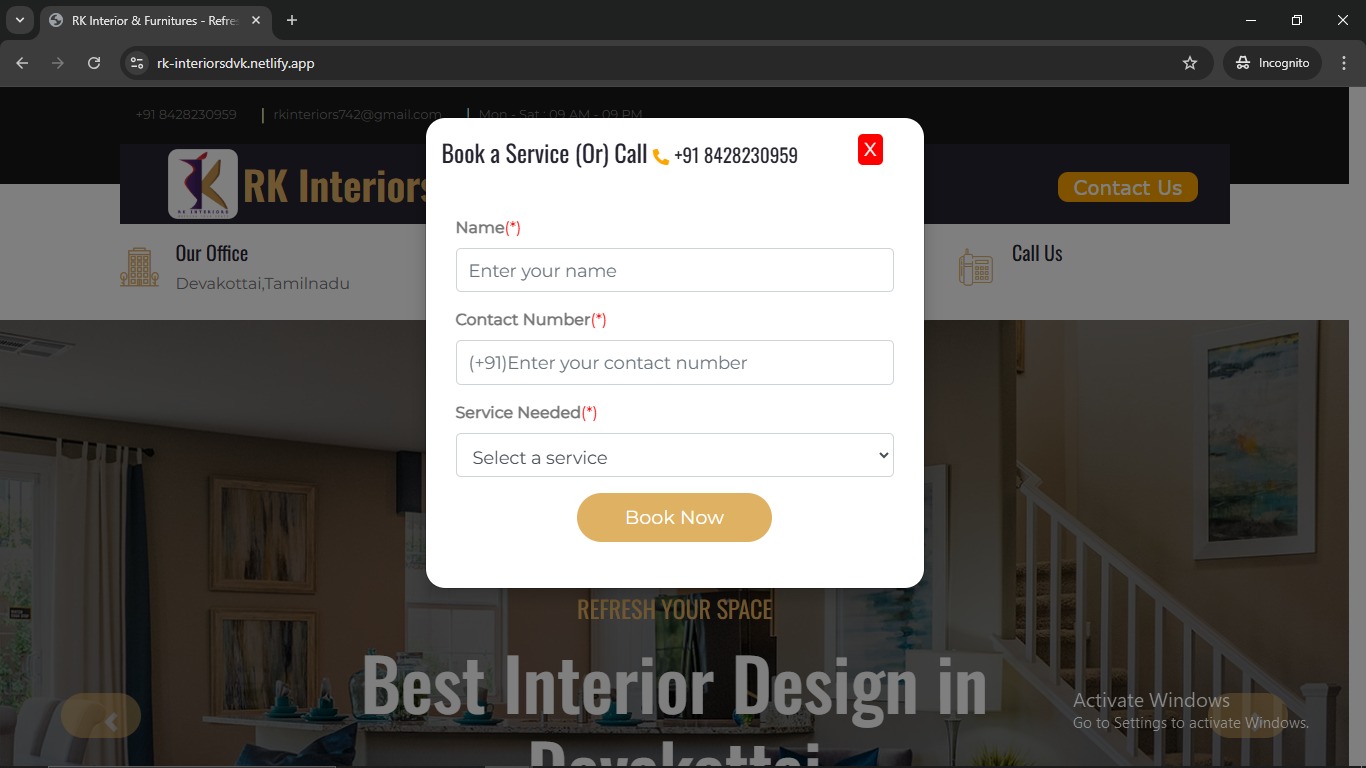 RK Interior & Furnitures - Refre
rk-interiorsdvk.netlify.app
Incognito
+91 8428230959 | rkinteriors742@gmail.com | Mon - Sat : 09 AM - 09 PM
Book a Service (Or) Call +91 8428230959
X
RK INTERIORS
RK Interiors
Contact Us
Name(*)
Enter your name
Our Office
Devakottai,Tamilnadu
Call Us
Contact Number(*)
(+91)Enter your contact number
Service Needed(*)
Select a service
Book Now
REFRESH YOUR SPACE
Best Interior Design in
Devakottai
Activate Windows
Go to Settings to activate Windows.